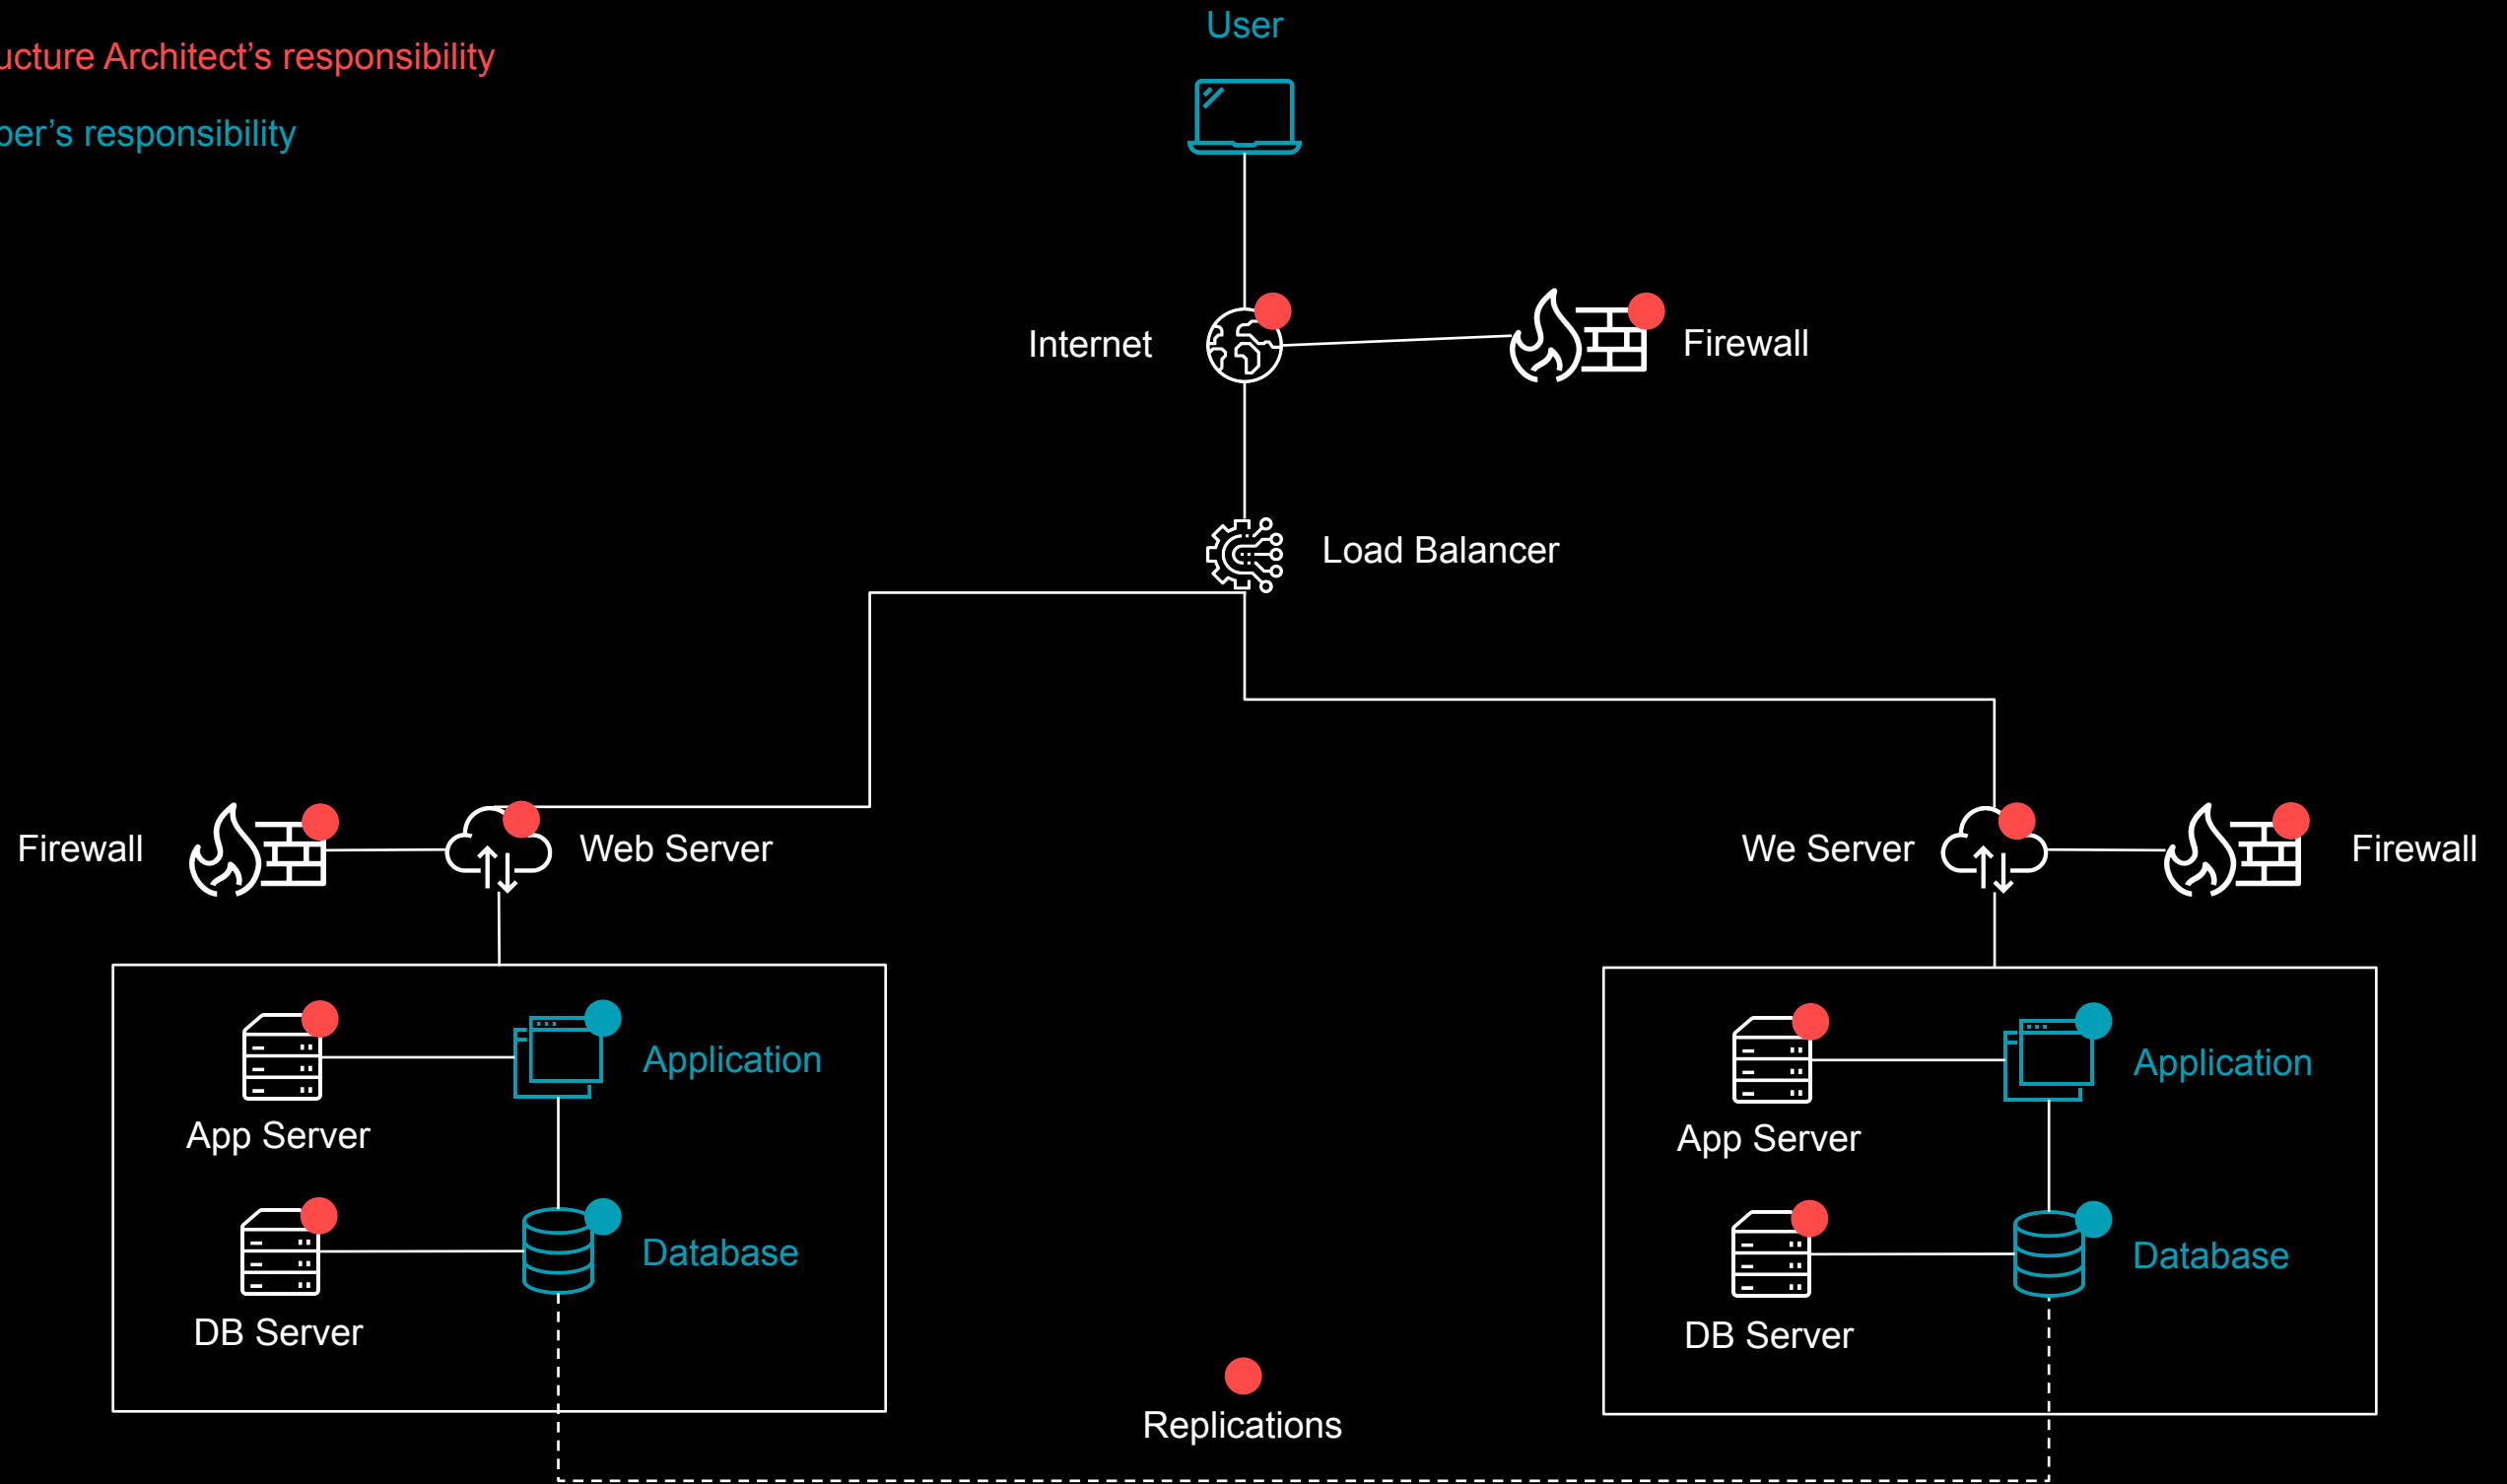 User
ucture Architect's responsibility
per's responsibility
Internet
Firewall
Load Balancer
Firewall
Web Server
We Server
Firewall
Application
App Server
Database
DB Server
Application
App Server
Database
DB Server
Replications